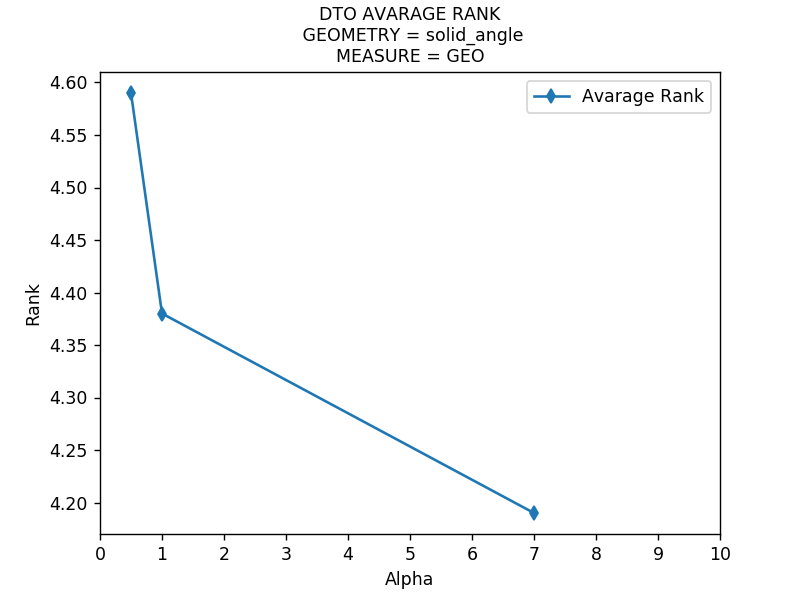 DTO AVARAGE RANK
GEOMETRY = solid_angle
MEASURE = GEO
Avarage Rank
4.60
4.55
4.50
4.45
4.40
4.35
4.30
4.25
4.20
Rank
0 1 2 3 4 5 6 7 8 9 10
Alpha